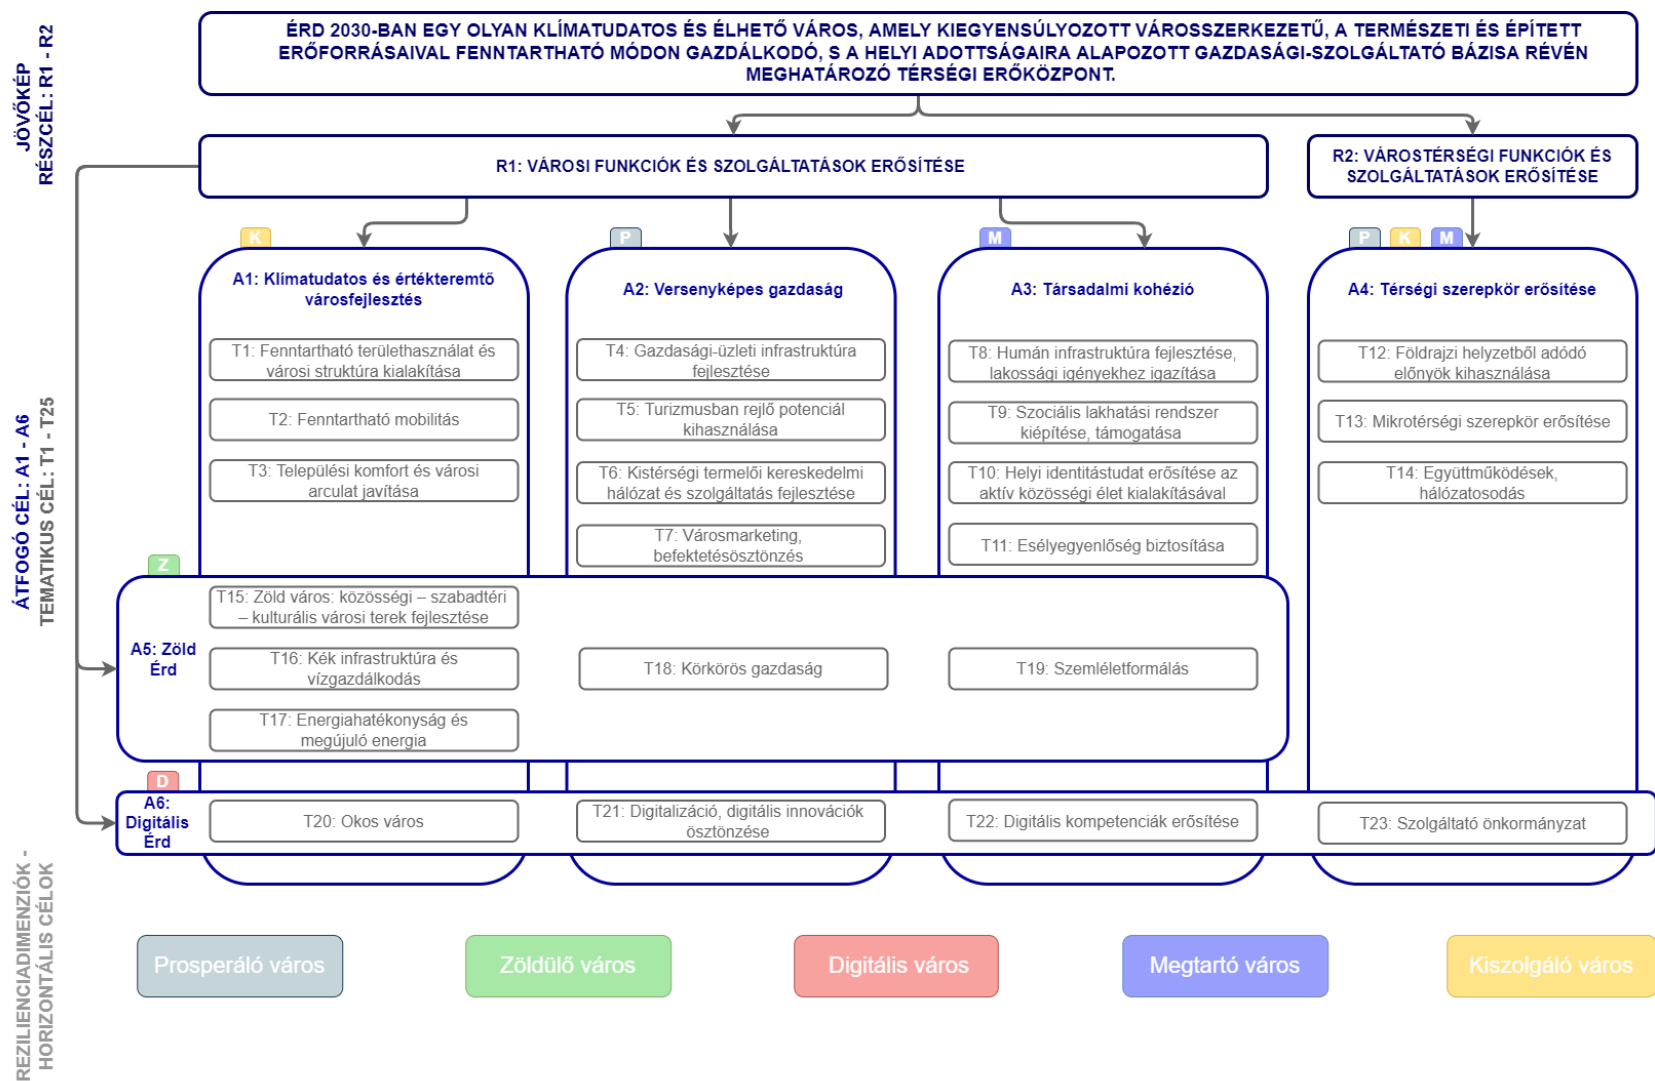 ÉRD 2030-BAN EGY OLYAN KLÍMATUDATOS ÉS ÉLHETŐ VÁROS, AMELY KIEGYENSÚLYOZOTT VÁROSSZERKEZETŰ, A TERMÉSZETI ÉS ÉPÍTETT
ERŐFORRÁSAIVAL FENNTARTHATÓ MÓDON GAZDÁLKODÓ, S A HELYI ADOTTSÁGAIRA ALAPOZOTT GAZDASÁGI-SZOLGÁLTATÓ BÁZISA RÉVÉN
MEGHATÁROZÓ TÉRSÉGI ERŐKÖZPONT.
JÖVŐKÉP
RÉSZCÉL: R1 - R2
R1: VÁROSI FUNKCIÓK ÉS SZOLGÁLTATÁSOK ERŐSÍTÉSE
R2: VÁROSTÉRSÉGI FUNKCIÓK ÉS
SZOLGÁLTATÁSOK ERŐSÍTÉSE
ÁTFOGÓ CÉL: A1 - A6
TEMATIKUS CÉL: T1 - T25
K
A1: Klímatudatos és értékteremtő
városfejlesztés
T1: Fenntartható területhasználat és
városi struktúra kialakítása
T2: Fenntartható mobilitás
T3: Települési komfort és városi
arculat javítása
P
A2: Versenyképes gazdaság
T4: Gazdasági-üzleti infrastruktúra
fejlesztése
T5: Turizmusban rejlő potenciál
kihasználása
T6: Kistérségi termelői kereskedelmi
hálózat és szolgáltatás fejlesztése
T7: Városmarketing,
befektetésösztönzés
M
A3: Társadalmi kohézió
T8: Humán infrastruktúra fejlesztése,
lakossági igényekhez igazítása
T9: Szociális lakhatási rendszer
kiépítése, támogatása
T10: Helyi identitástudat erősítése az
aktív közösségi élet kialakításával
T11: Esélyegyenlőség biztosítása
P K M
A4: Térségi szerepkör erősítése
T12: Földrajzi helyzetből adódó
előnyök kihasználása
T13: Mikrotérségi szerepkör erősítése
T14: Együttműködések,
hálózatosodás
Z
A5: Zöld
Érd
T15: Zöld város: közösségi – szabadtéri
– kulturális városi terek fejlesztése
T16: Kék infrastruktúra és
vízgazdálkodás
T17: Energiahatékonyság és
megújuló energia
T18: Körkörös gazdaság
T19: Szemléletformálás
D
A6:
Digitális
Érd
T20: Okos város
T21: Digitalizáció, digitális innovációk
ösztönzése
T22: Digitális kompetenciák erősítése
T23: Szolgáltató önkormányzat
REZILIENCIADIMENZIÓK -
HORIZONTÁLIS CÉLOK
Prosperáló város
Zöldülő város
Digitális város
Megtartó város
Kiszolgáló város